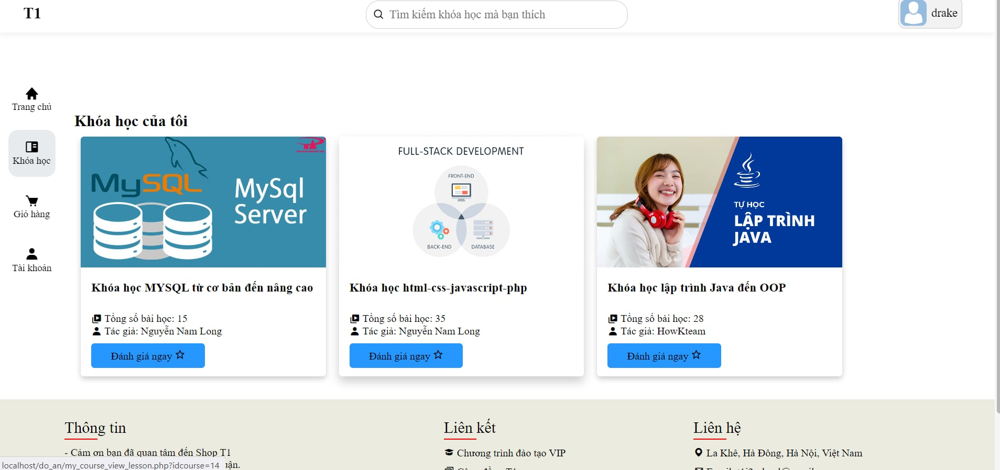 T1
Tìm kiếm khóa học mà bạn thích
drake
Trang chủ
Khóa học
Giỏ hàng
Tài khoản
Khóa học của tôi
MySQL
MySql
Server
Khóa học MYSQL từ cơ bản đến nâng cao
Tổng số bài học: 15
Tác giả: Nguyễn Nam Long
Đánh giá ngay
FULL-STACK DEVELOPMENT
FRONT-END
BACK-END
DATABASE
Khóa học html-css-javascript-php
Tổng số bài học: 35
Tác giả: Nguyễn Nam Long
Đánh giá ngay
TỰ HỌC
LẬP TRÌNH
JAVA
Khóa học lập trình Java đến OOP
Tổng số bài học: 28
Tác giả: HowKteam
Đánh giá ngay
Thông tin
- Cảm ơn bạn đã quan tâm đến Shop T1
Liên kết
Chương trình đào tạo VIP
Liên hệ
La Khê, Hà Đông, Hà Nội, Việt Nam
localhost/do_an/my_course_view_lesson.php?idcourse=14